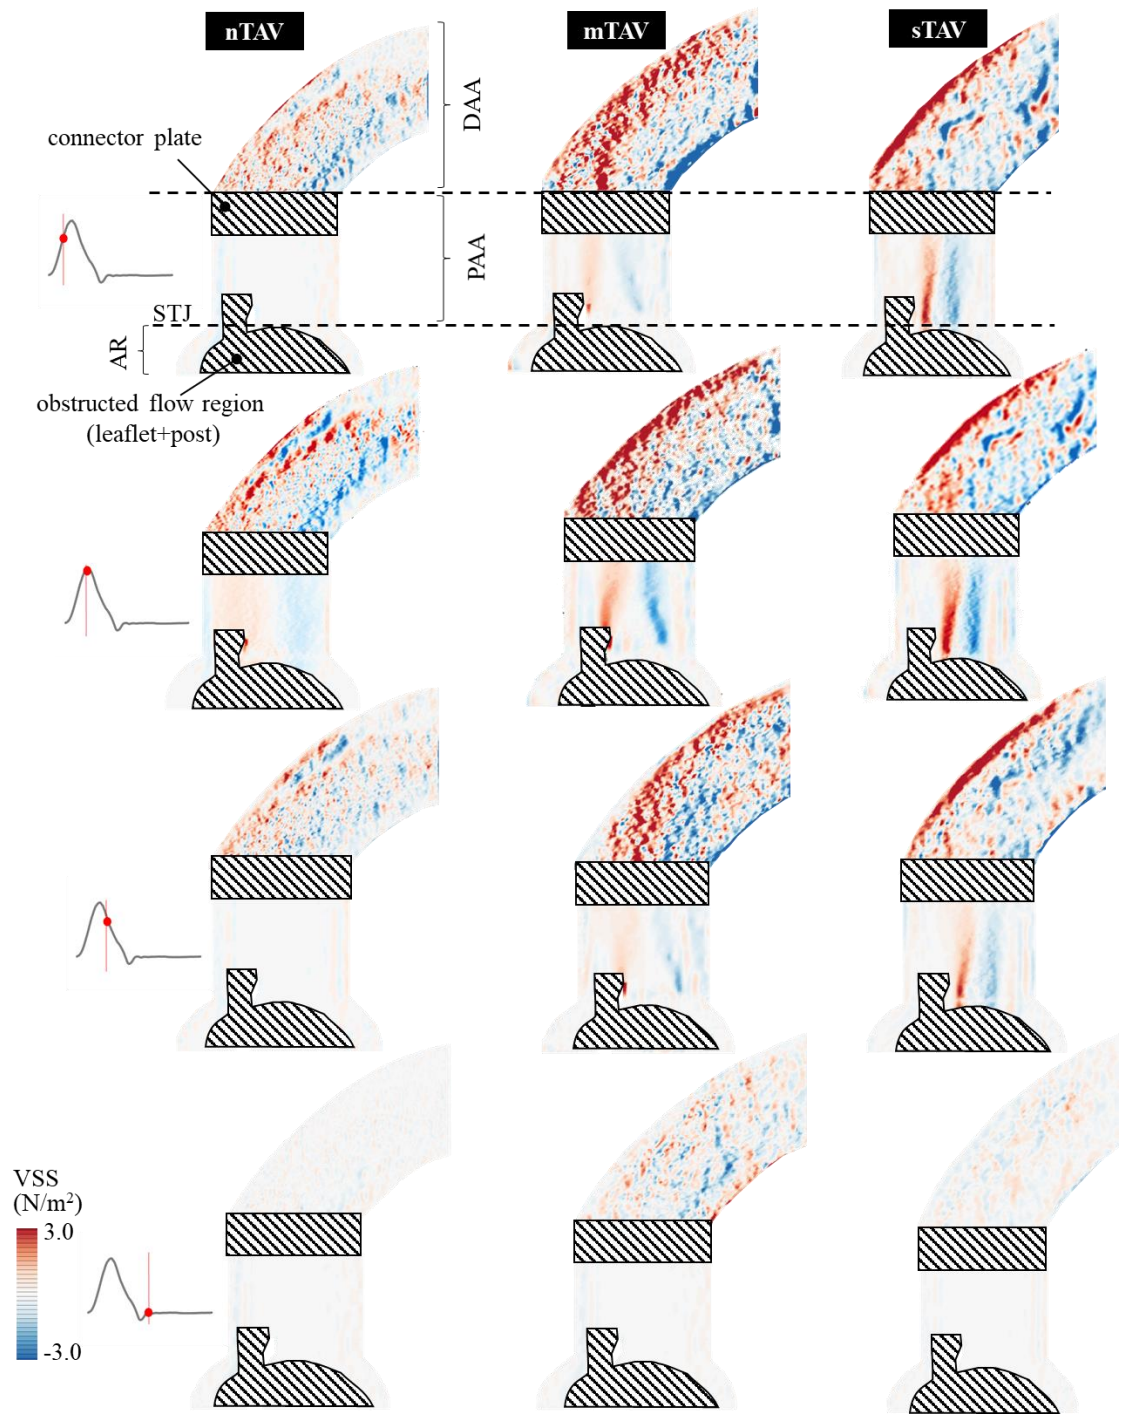 nTAV
mTAV
sTAV
DAA
connector plate
PAA
STJ
AR
obstructed flow region
(leaflet+post)
VSS
(N/m²)
3.0
-3.0